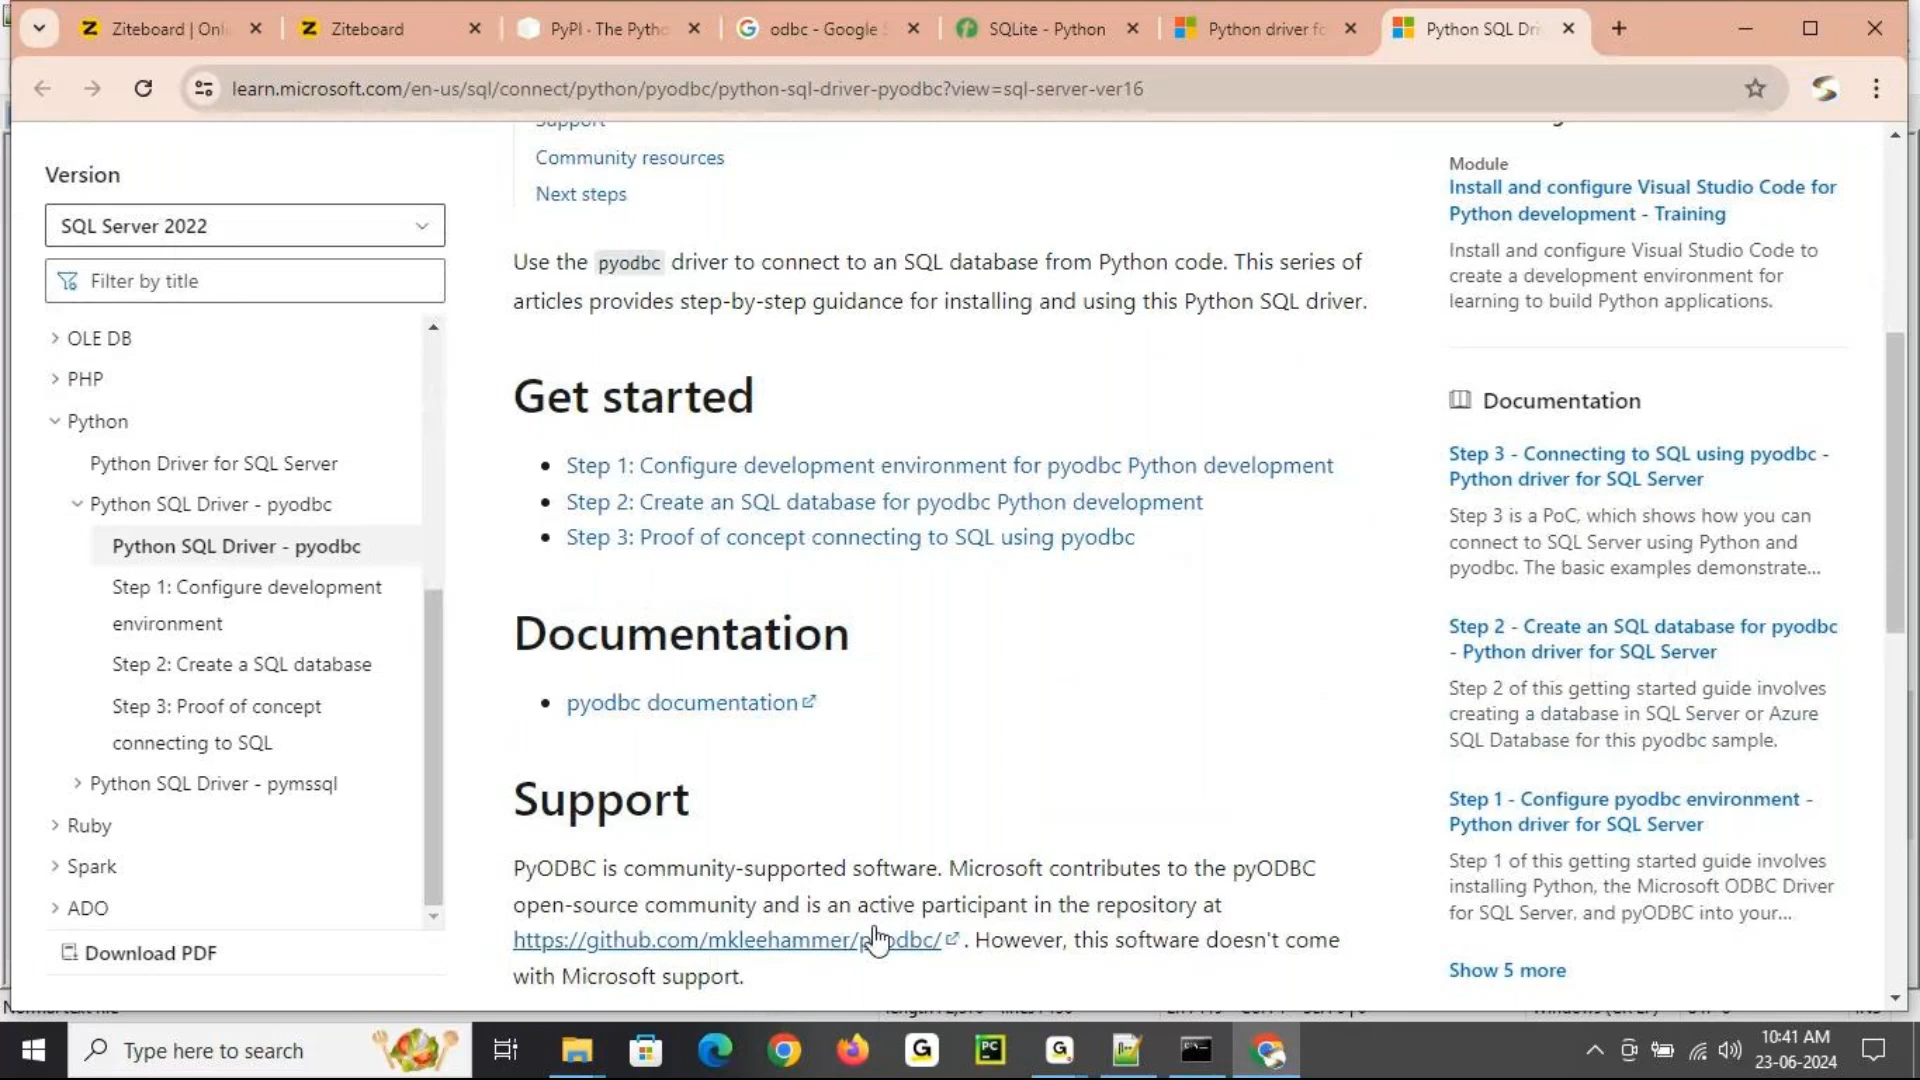 Ziteboard | Onli
Ziteboard
PyPI · The Pytho
odbc - Google S
SQLite - Python
Python driver fo
Python SQL Dri
learn.microsoft.com/en-us/sql/connect/python/pyodbc/python-sql-driver-pyodbc?view=sql-server-ver16
Version
SQL Server 2022
Filter by title
OLE DB
PHP
Python
Python Driver for SQL Server
Python SQL Driver - pyodbc
Python SQL Driver - pyodbc
Step 1: Configure development
environment
Step 2: Create a SQL database
Step 3: Proof of concept
connecting to SQL
Python SQL Driver - pymssql
Ruby
Spark
ADO
Download PDF
Support
Community resources
Next steps
Use the pyodbc driver to connect to an SQL database from Python code. This series of
articles provides step-by-step guidance for installing and using this Python SQL driver.
Get started
Step 1: Configure development environment for pyodbc Python development
Step 2: Create an SQL database for pyodbc Python development
Step 3: Proof of concept connecting to SQL using pyodbc
Documentation
pyodbc documentation
Support
PyODBC is community-supported software. Microsoft contributes to the pyODBC
open-source community and is an active participant in the repository at
https://github.com/mkleehammer/pyodbc/ . However, this software doesn't come
with Microsoft support.
Module
Install and configure Visual Studio Code for
Python development - Training
Install and configure Visual Studio Code to
create a development environment for
learning to build Python applications.
Documentation
Step 3 - Connecting to SQL using pyodbc -
Python driver for SQL Server
Step 3 is a PoC, which shows how you can
connect to SQL Server using Python and
pyodbc. The basic examples demonstrate...
Step 2 - Create an SQL database for pyodbc
- Python driver for SQL Server
Step 2 of this getting started guide involves
creating a database in SQL Server or Azure
SQL Database for this pyodbc sample.
Step 1 - Configure pyodbc environment -
Python driver for SQL Server
Step 1 of this getting started guide involves
installing Python, the Microsoft ODBC Driver
for SQL Server, and pyODBC into your...
Show 5 more
Type here to search
10:41 AM
23-06-2024